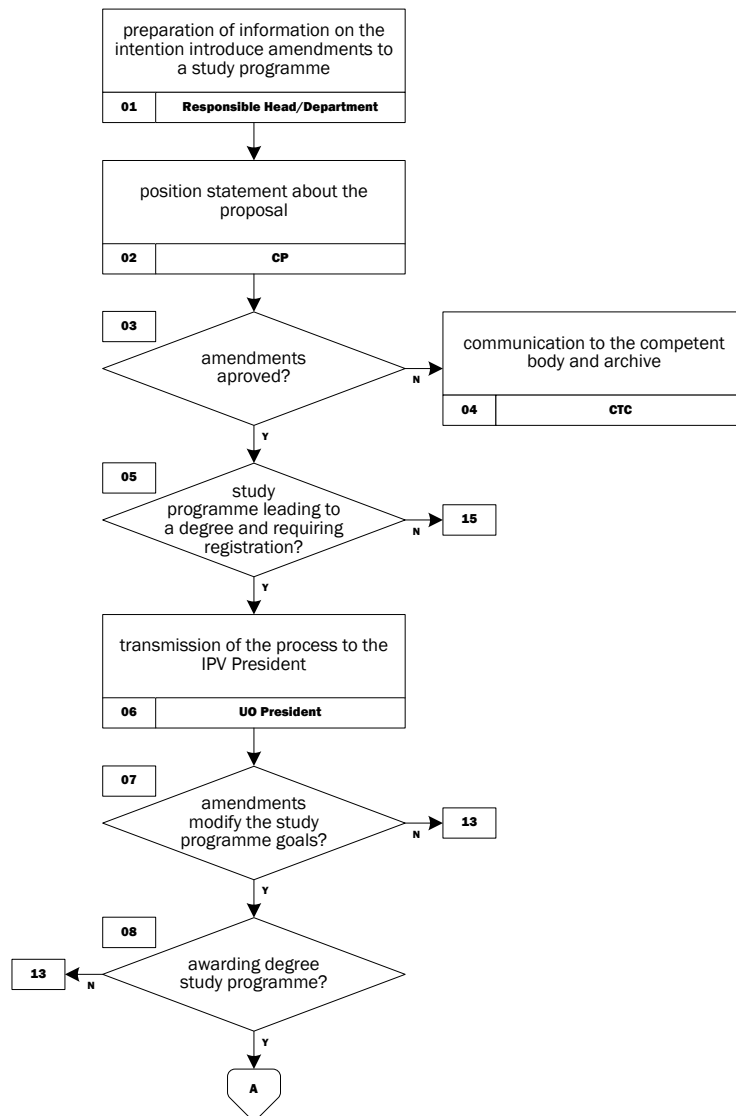 preparation of information on the
intention introduce amendments to
a study programme
01 Responsible Head/Department
position statement about the
proposal
02 CP
03
amendments
aproved?
N
communication to the competent
body and archive
04 CTC
Y
05
study
programme leading to
a degree and requiring
registration?
N
15
Y
transmission of the process to the
IPV President
06 UO President
07
amendments
modify the study
programme goals?
N
13
Y
08
awarding degree
study programme?
13
N
Y
A